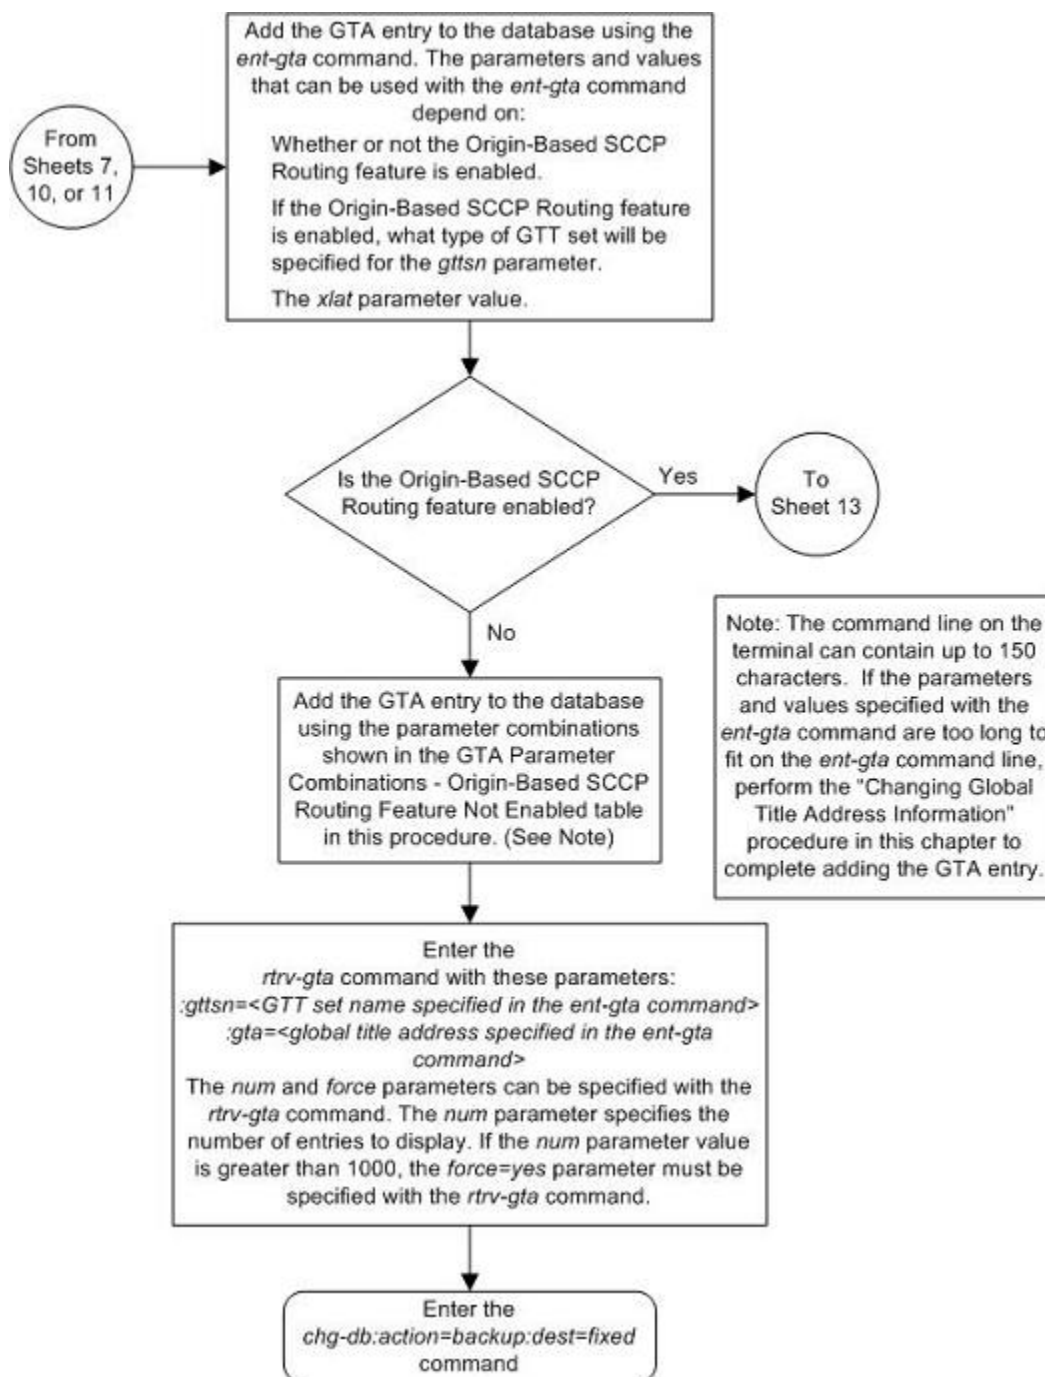 Add the GTA entry to the database using the
ent-gta command. The parameters and values
that can be used with the ent-gta command
depend on:
Whether or not the Origin-Based SCCP
Routing feature is enabled.
If the Origin-Based SCCP Routing feature
is enabled, what type of GTT set will be
specified for the gttsn parameter.
The xlat parameter value.
From
Sheets 7,
10, or 11
Is the Origin-Based SCCP
Routing feature enabled?
Yes
To
Sheet 13
No
Note: The command line on the
terminal can contain up to 150
characters. If the parameters
and values specified with the
ent-gta command are too long to
fit on the ent-gta command line,
perform the "Changing Global
Title Address Information"
procedure in this chapter to
complete adding the GTA entry.
Add the GTA entry to the database
using the parameter combinations
shown in the GTA Parameter
Combinations - Origin-Based SCCP
Routing Feature Not Enabled table
in this procedure. (See Note)
Enter the
rtrv-gta command with these parameters:
:gttsn=<GTT set name specified in the ent-gta command>
:gta=<global title address specified in the ent-gta
command>
The num and force parameters can be specified with the
rtrv-gta command. The num parameter specifies the
number of entries to display. If the num parameter value
is greater than 1000, the force=yes parameter must be
specified with the rtrv-gta command.
Enter the
chg-db:action=backup:dest=fixed
command